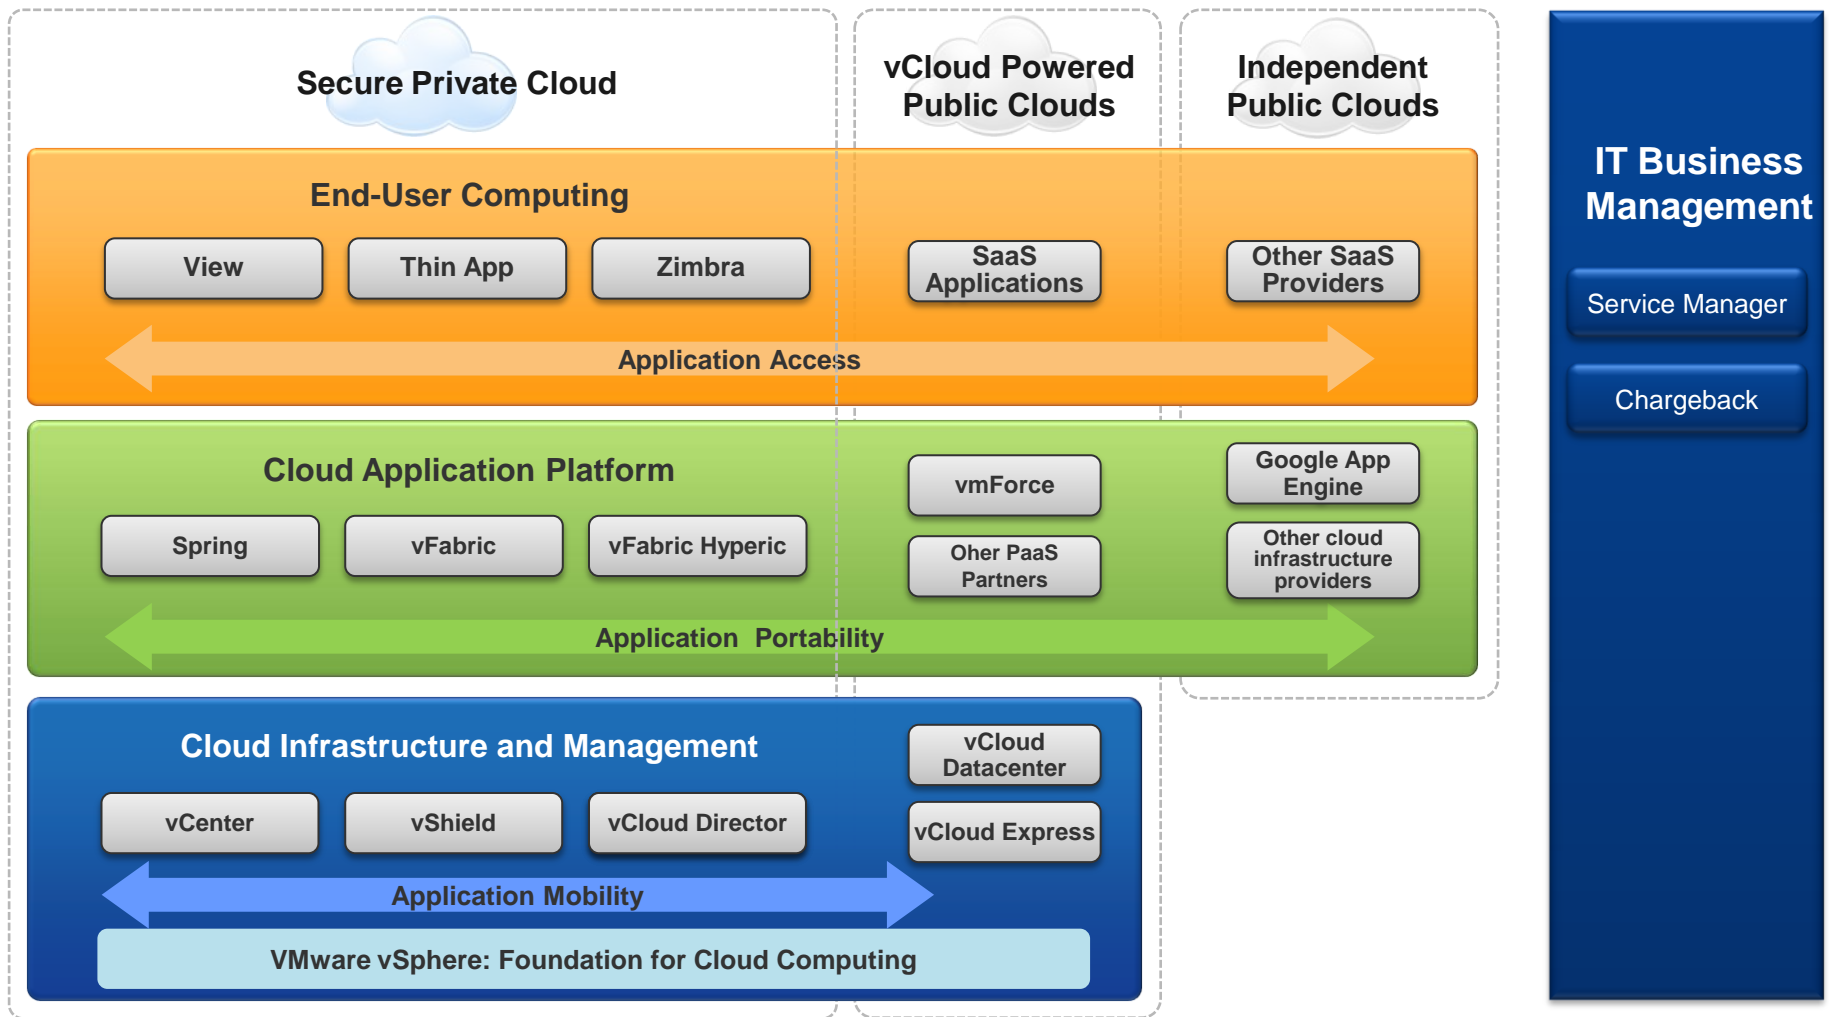 Secure Private Cloud
vCloud Powered
Public Clouds
Independent
Public Clouds
End-User Computing
View
Thin App
Zimbra
SaaS
Applications
Other SaaS
Providers
Application Access
Cloud Application Platform
Spring
vFabric
vFabric Hyperic
vmForce
Oher PaaS
Partners
Google App
Engine
Other cloud
infrastructure
providers
Application Portability
Cloud Infrastructure and Management
vCenter
vShield
vCloud Director
vCloud
Datacenter
vCloud Express
Application Mobility
VMware vSphere: Foundation for Cloud Computing
IT Business
Management
Service Manager
Chargeback